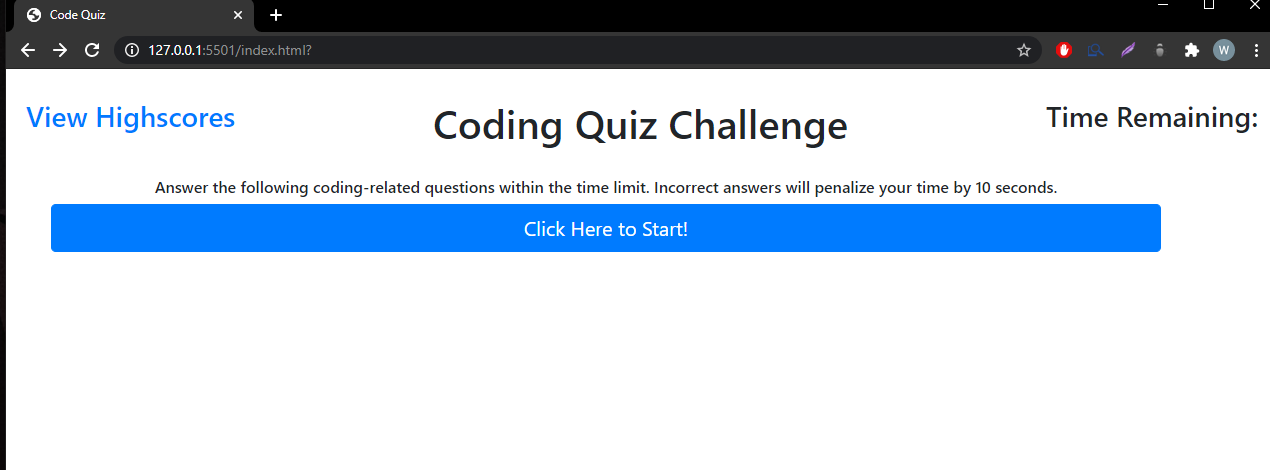 Code Quiz
127.0.0.1:5501/index.html?
W
View Highscores
Coding Quiz Challenge
Time Remaining:
Answer the following coding-related questions within the time limit. Incorrect answers will penalize your time by 10 seconds.
Click Here to Start!